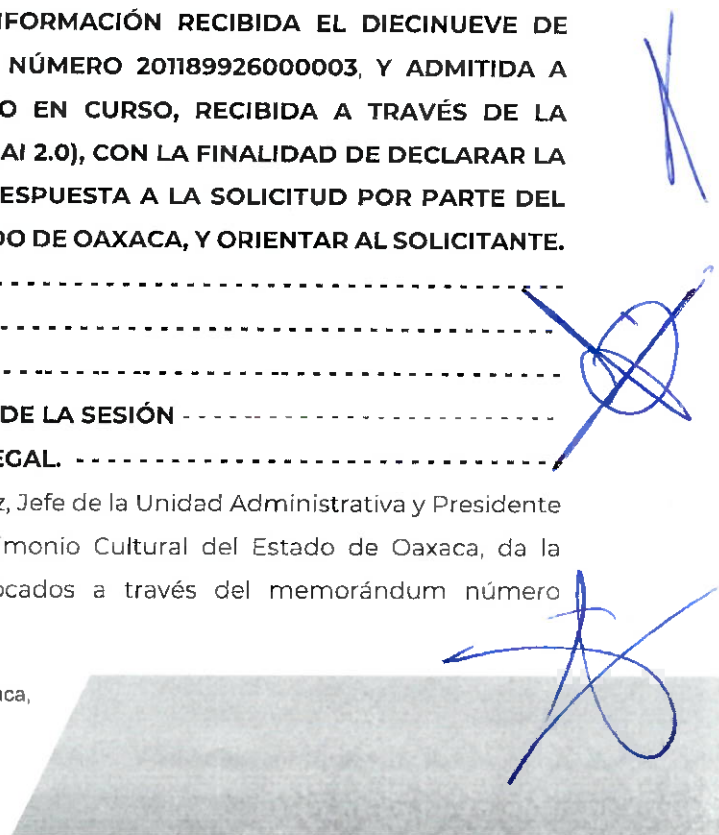 NFORMACIÓN RECIBIDA EL DIECINUEVE DE
NÚMERO 201189926000003, Y ADMITIDA A
O EN CURSO, RECIBIDA A TRAVÉS DE LA
AI 2.0), CON LA FINALIDAD DE DECLARAR LA
ESPUESTA A LA SOLICITUD POR PARTE DEL
DO DE OAXACA, Y ORIENTAR AL SOLICITANTE.
DE LA SESIÓN - - - - - - - - - - - - - - - - - - - - - - - -
EGAL. - - - - - - - - - - - - - - - - - - - - - - - - - - - - - - - -
z, Jefe de la Unidad Administrativa y Presidente
imonio Cultural del Estado de Oaxaca, da la
ocados a través del memorándum número
aca,